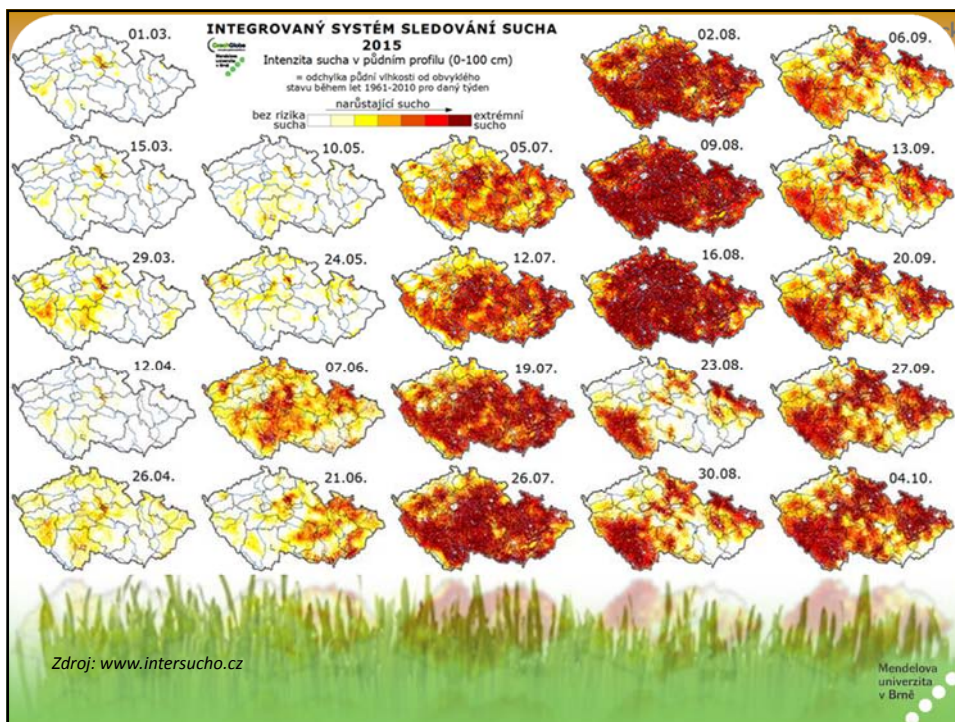 INTEGROVANÝ SYSTÉM SLEDOVÁNÍ SUCHA
2015
Intenzita sucha v půdním profilu (0-100 cm)
= odchylka půdní vlhkosti od obvyklého
stavu během let 1961-2010 pro daný týden
narůstající sucho
bez rizika
sucha
extrémní
sucho
CzechGlobe
Mendelova
univerzita
v Brně
01.03.
15.03.
29.03.
12.04.
26.04.
10.05.
24.05.
07.06.
21.06.
05.07.
12.07.
19.07.
26.07.
02.08.
09.08.
16.08.
23.08.
30.08.
06.09.
13.09.
20.09.
27.09.
04.10.
Zdroj: www.intersucho.cz
Mendelova
univerzita
v Brně